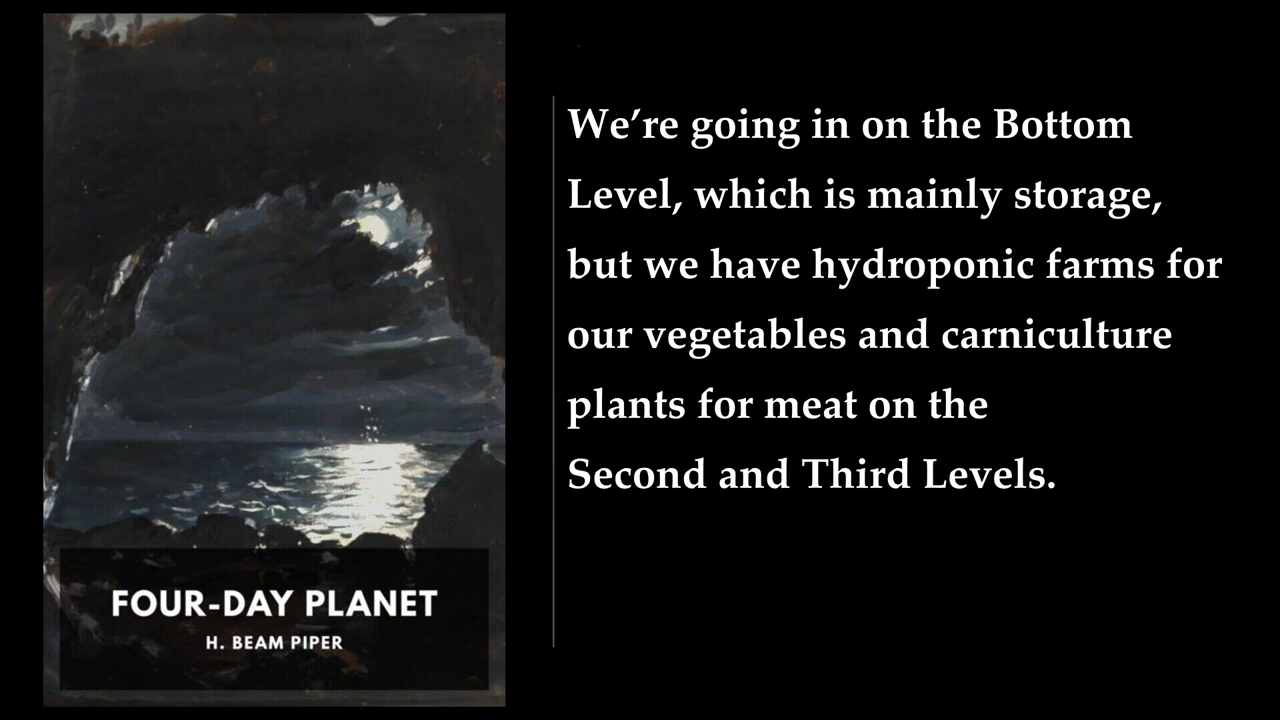 We’re going in on the Bottom
Level, which is mainly storage,
but we have hydroponic farms for
our vegetables and carniculture
plants for meat on the
Second and Third Levels.
FOUR-DAY PLANET
H. BEAM PIPER